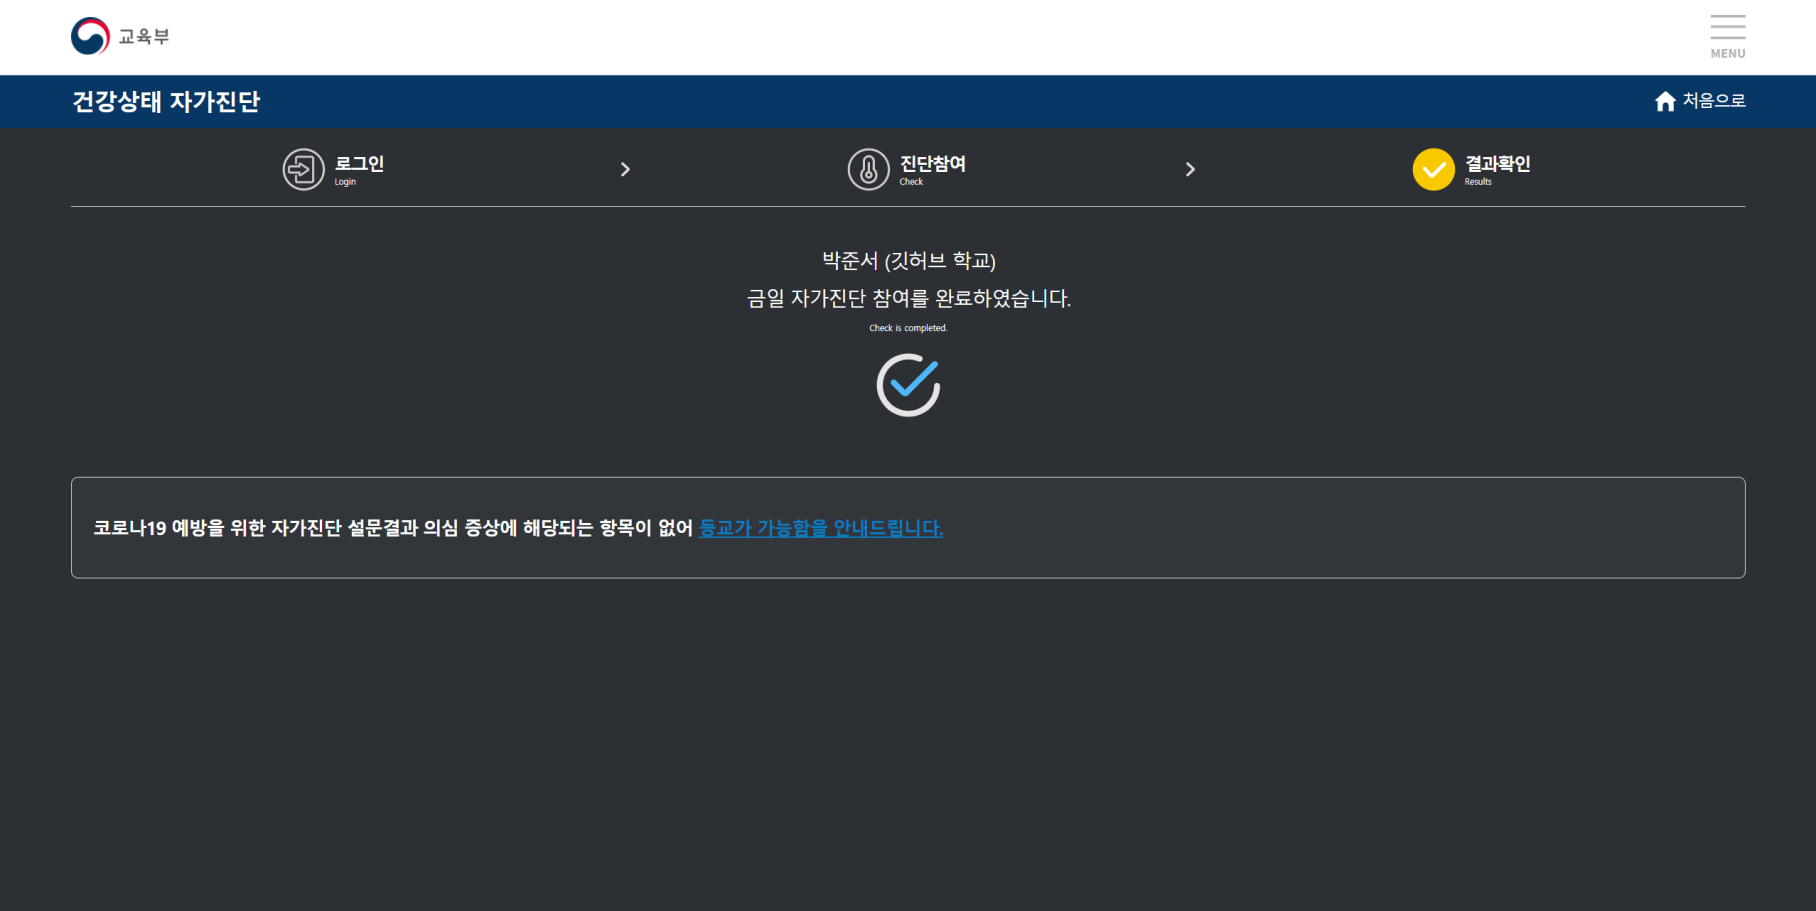 교육부
MENU
건강상태 자가진단
처음으로
로그인
Login
진단참여
Check
결과확인
Results
박준서 (깃허브 학교)
금일 자가진단 참여를 완료하였습니다.
Check is completed.
코로나19 예방을 위한 자가진단 설문결과 의심 증상에 해당되는 항목이 없어 등교가 가능함을 안내드립니다.